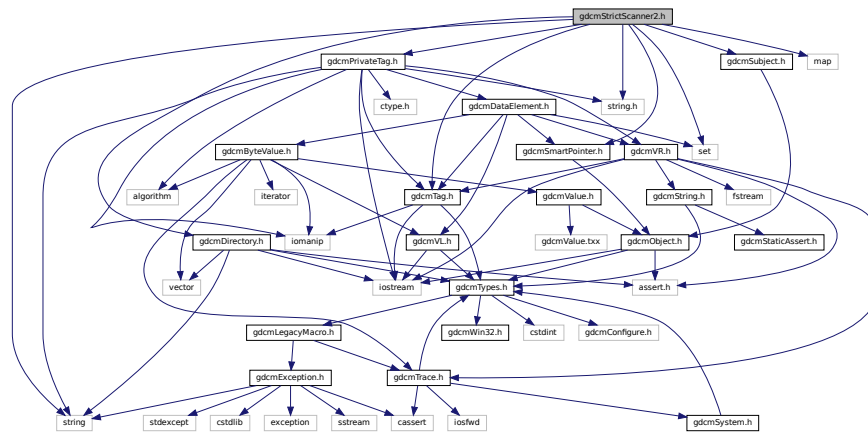 gdcmStrictScanner2.h
gdcmPrivateTag.h
gdcmSubject.h
map
ctype.h
gdcmDataElement.h
string.h
gdcmByteValue.h
gdcmSmartPointer.h
gdcmVR.h
set
algorithm
iterator
gdcmTag.h
gdcmValue.h
gdcmString.h
fstream
gdcmDirectory.h
iomanip
gdcmVL.h
gdcmValue.txx
gdcmObject.h
gdcmStaticAssert.h
vector
iostream
gdcmTypes.h
assert.h
gdcmLegacyMacro.h
gdcmWin32.h
cstdint
gdcmConfigure.h
gdcmException.h
gdcmTrace.h
string
stdexcept
cstdlib
exception
sstream
cassert
iosfwd
gdcmSystem.h